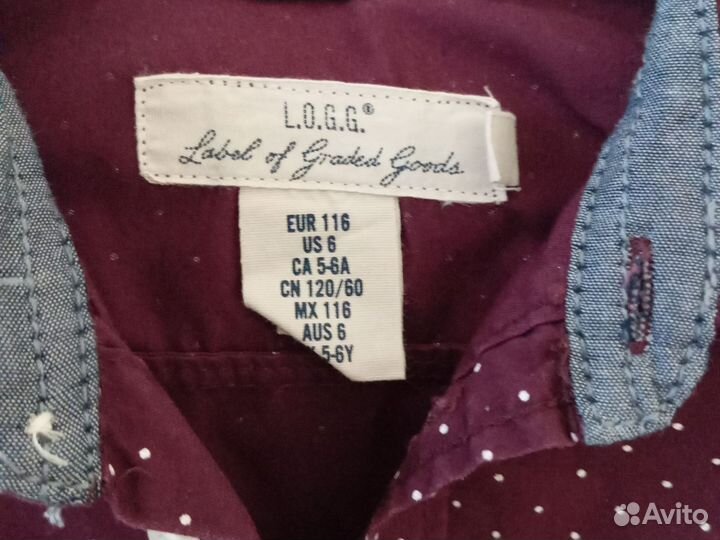 L.O.G.G.®
Label of Graded Goods
EUR 116
US 6
CA 5-6A
CN 120/60
MX 116
AUS 6
5-6Y
Avito